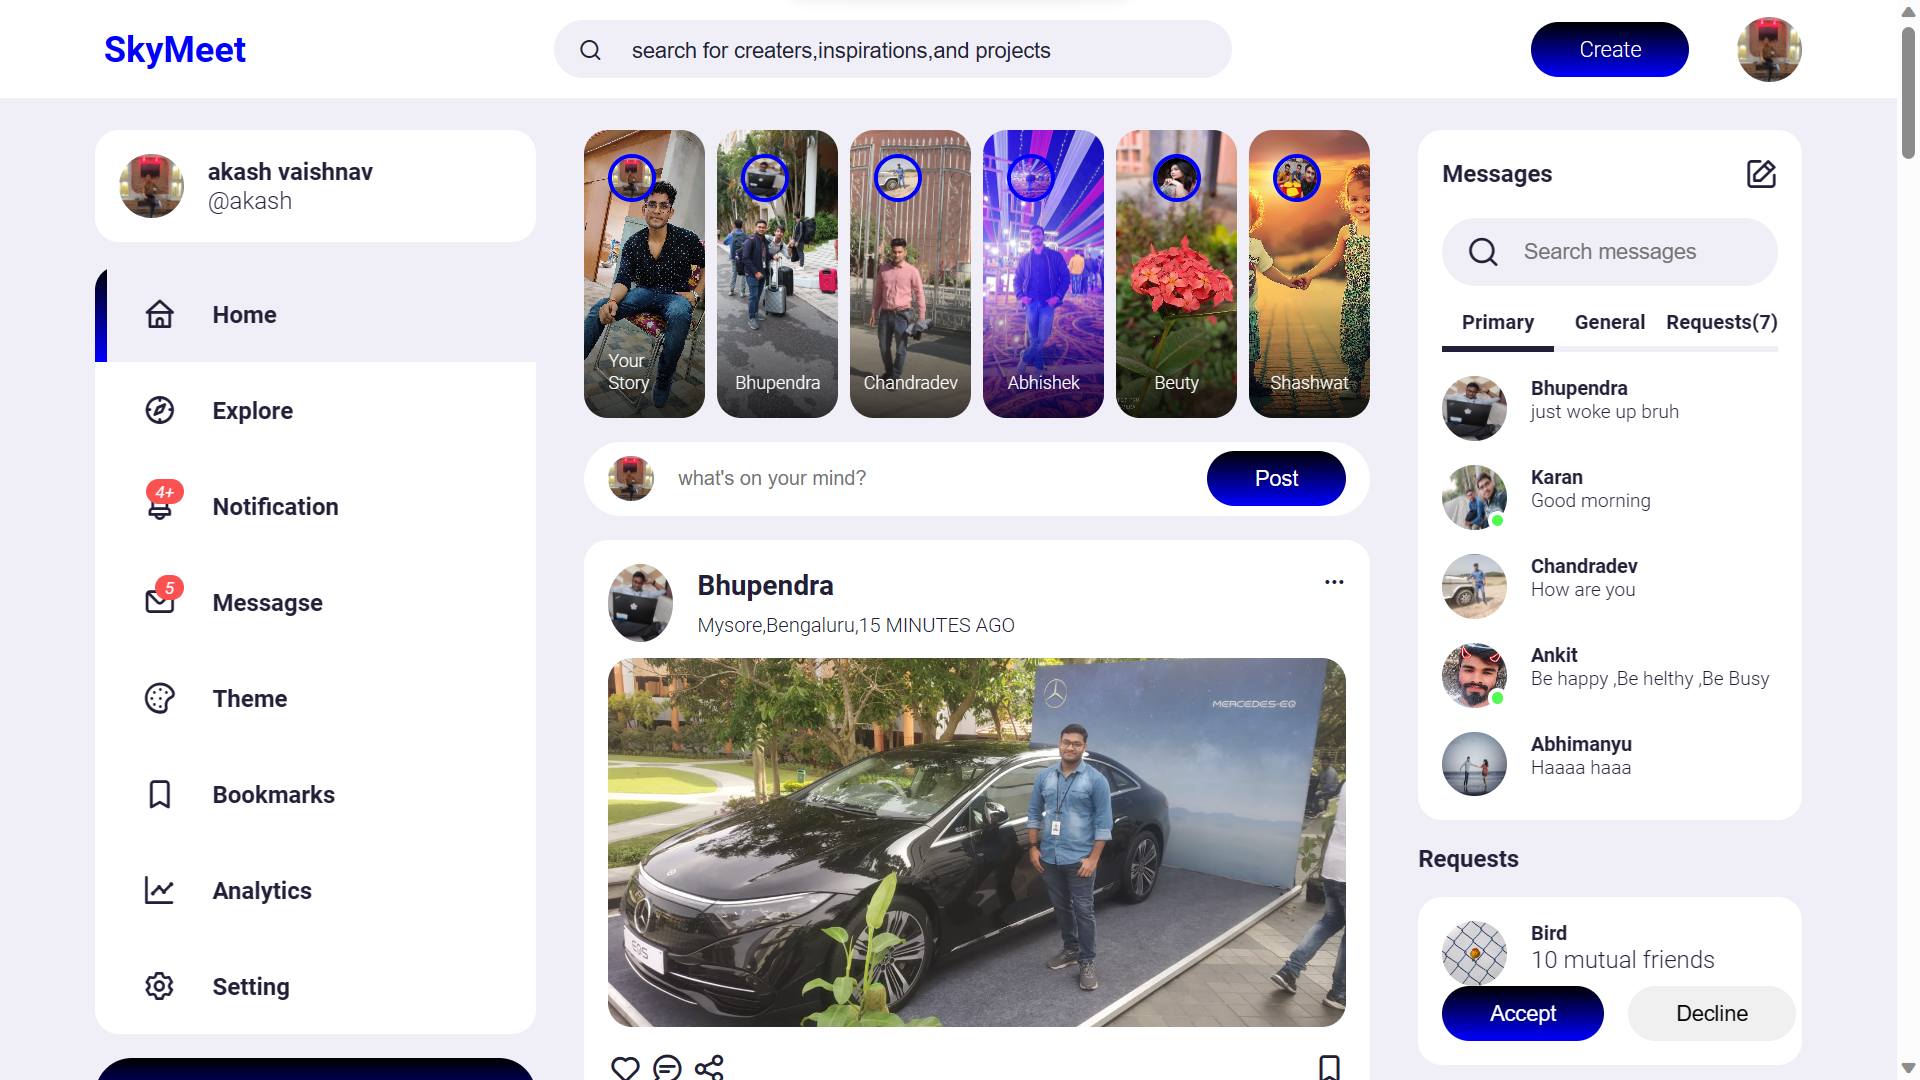 SkyMeet
search for creaters,inspirations,and projects
Create
akash vaishnav
@akash
Home
Explore
4+
Notification
5
Messagse
Theme
Bookmarks
Analytics
Setting
Your
Story
Bhupendra
Chandradev
Abhishek
Beuty
Shashwat
what's on your mind?
Post
Bhupendra
Mysore,Bengaluru,15 MINUTES AGO
MERCEDES-EQ
EQS
Messages
Search messages
Primary
General
Requests(7)
Bhupendra
just woke up bruh
Karan
Good morning
Chandradev
How are you
Ankit
Be happy ,Be helthy ,Be Busy
Abhimanyu
Haaaa haaa
Requests
Bird
10 mutual friends
Accept
Decline